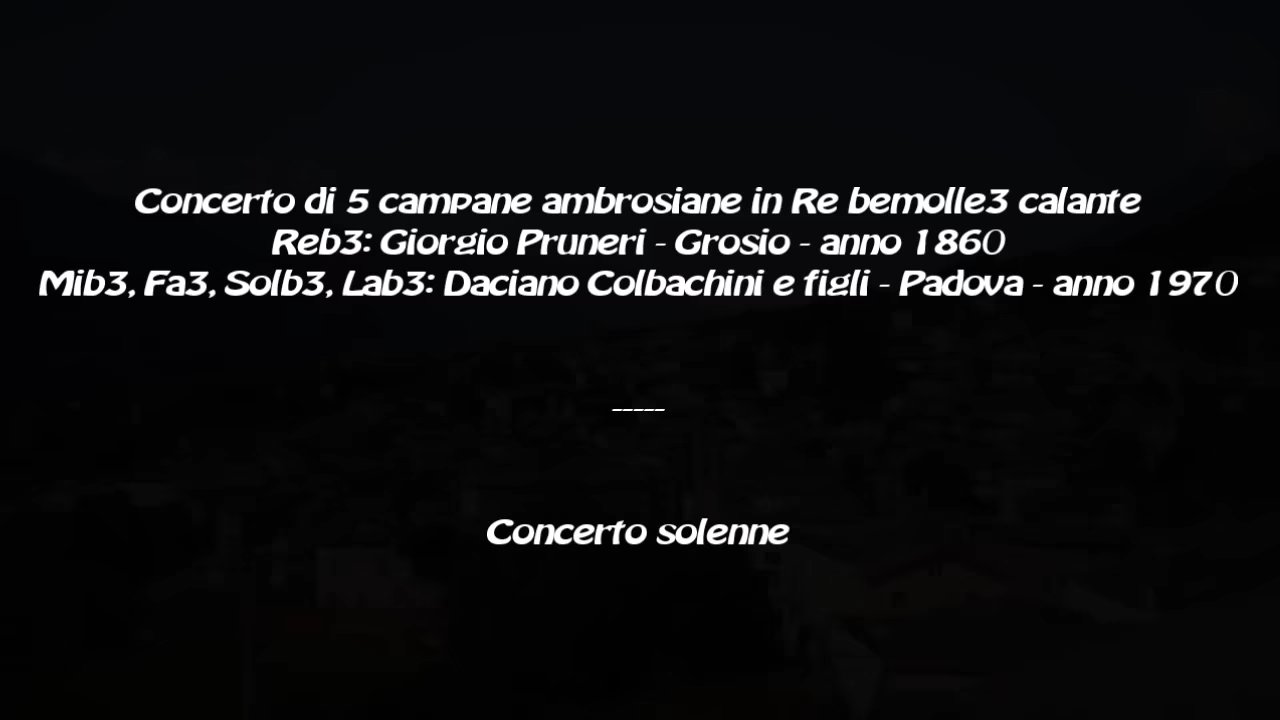 Concerto di 5 campane ambrosiane in Re bemolle3 calante
Reb3: Giorgio Pruneri - Grosio - anno 1860
Mib3, Fa3, Solb3, Lab3: Daciano Colbachini e figli - Padova - anno 1970
-----
Concerto solenne